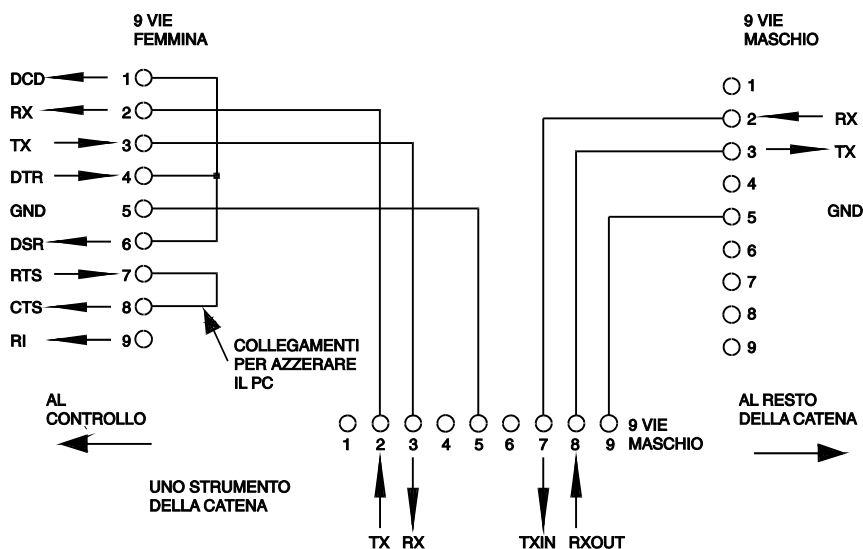 9 VIE
FEMMINA
9 VIE
MASCHIO
DCD 1
RX 2
TX 3
DTR 4
GND 5
DSR 6
RTS 7
CTS 8
RI 9
1
2 RX
3 TX
4
5 GND
6
7
8
9
COLLEGAMENTI
PER AZZERARE
IL PC
AL
CONTROLLO
AL RESTO
DELLA CATENA
1 2 3 4 5 6 7 8 9
9 VIE
MASCHIO
UNO STRUMENTO
DELLA CATENA
TX RX TXIN RXOUT